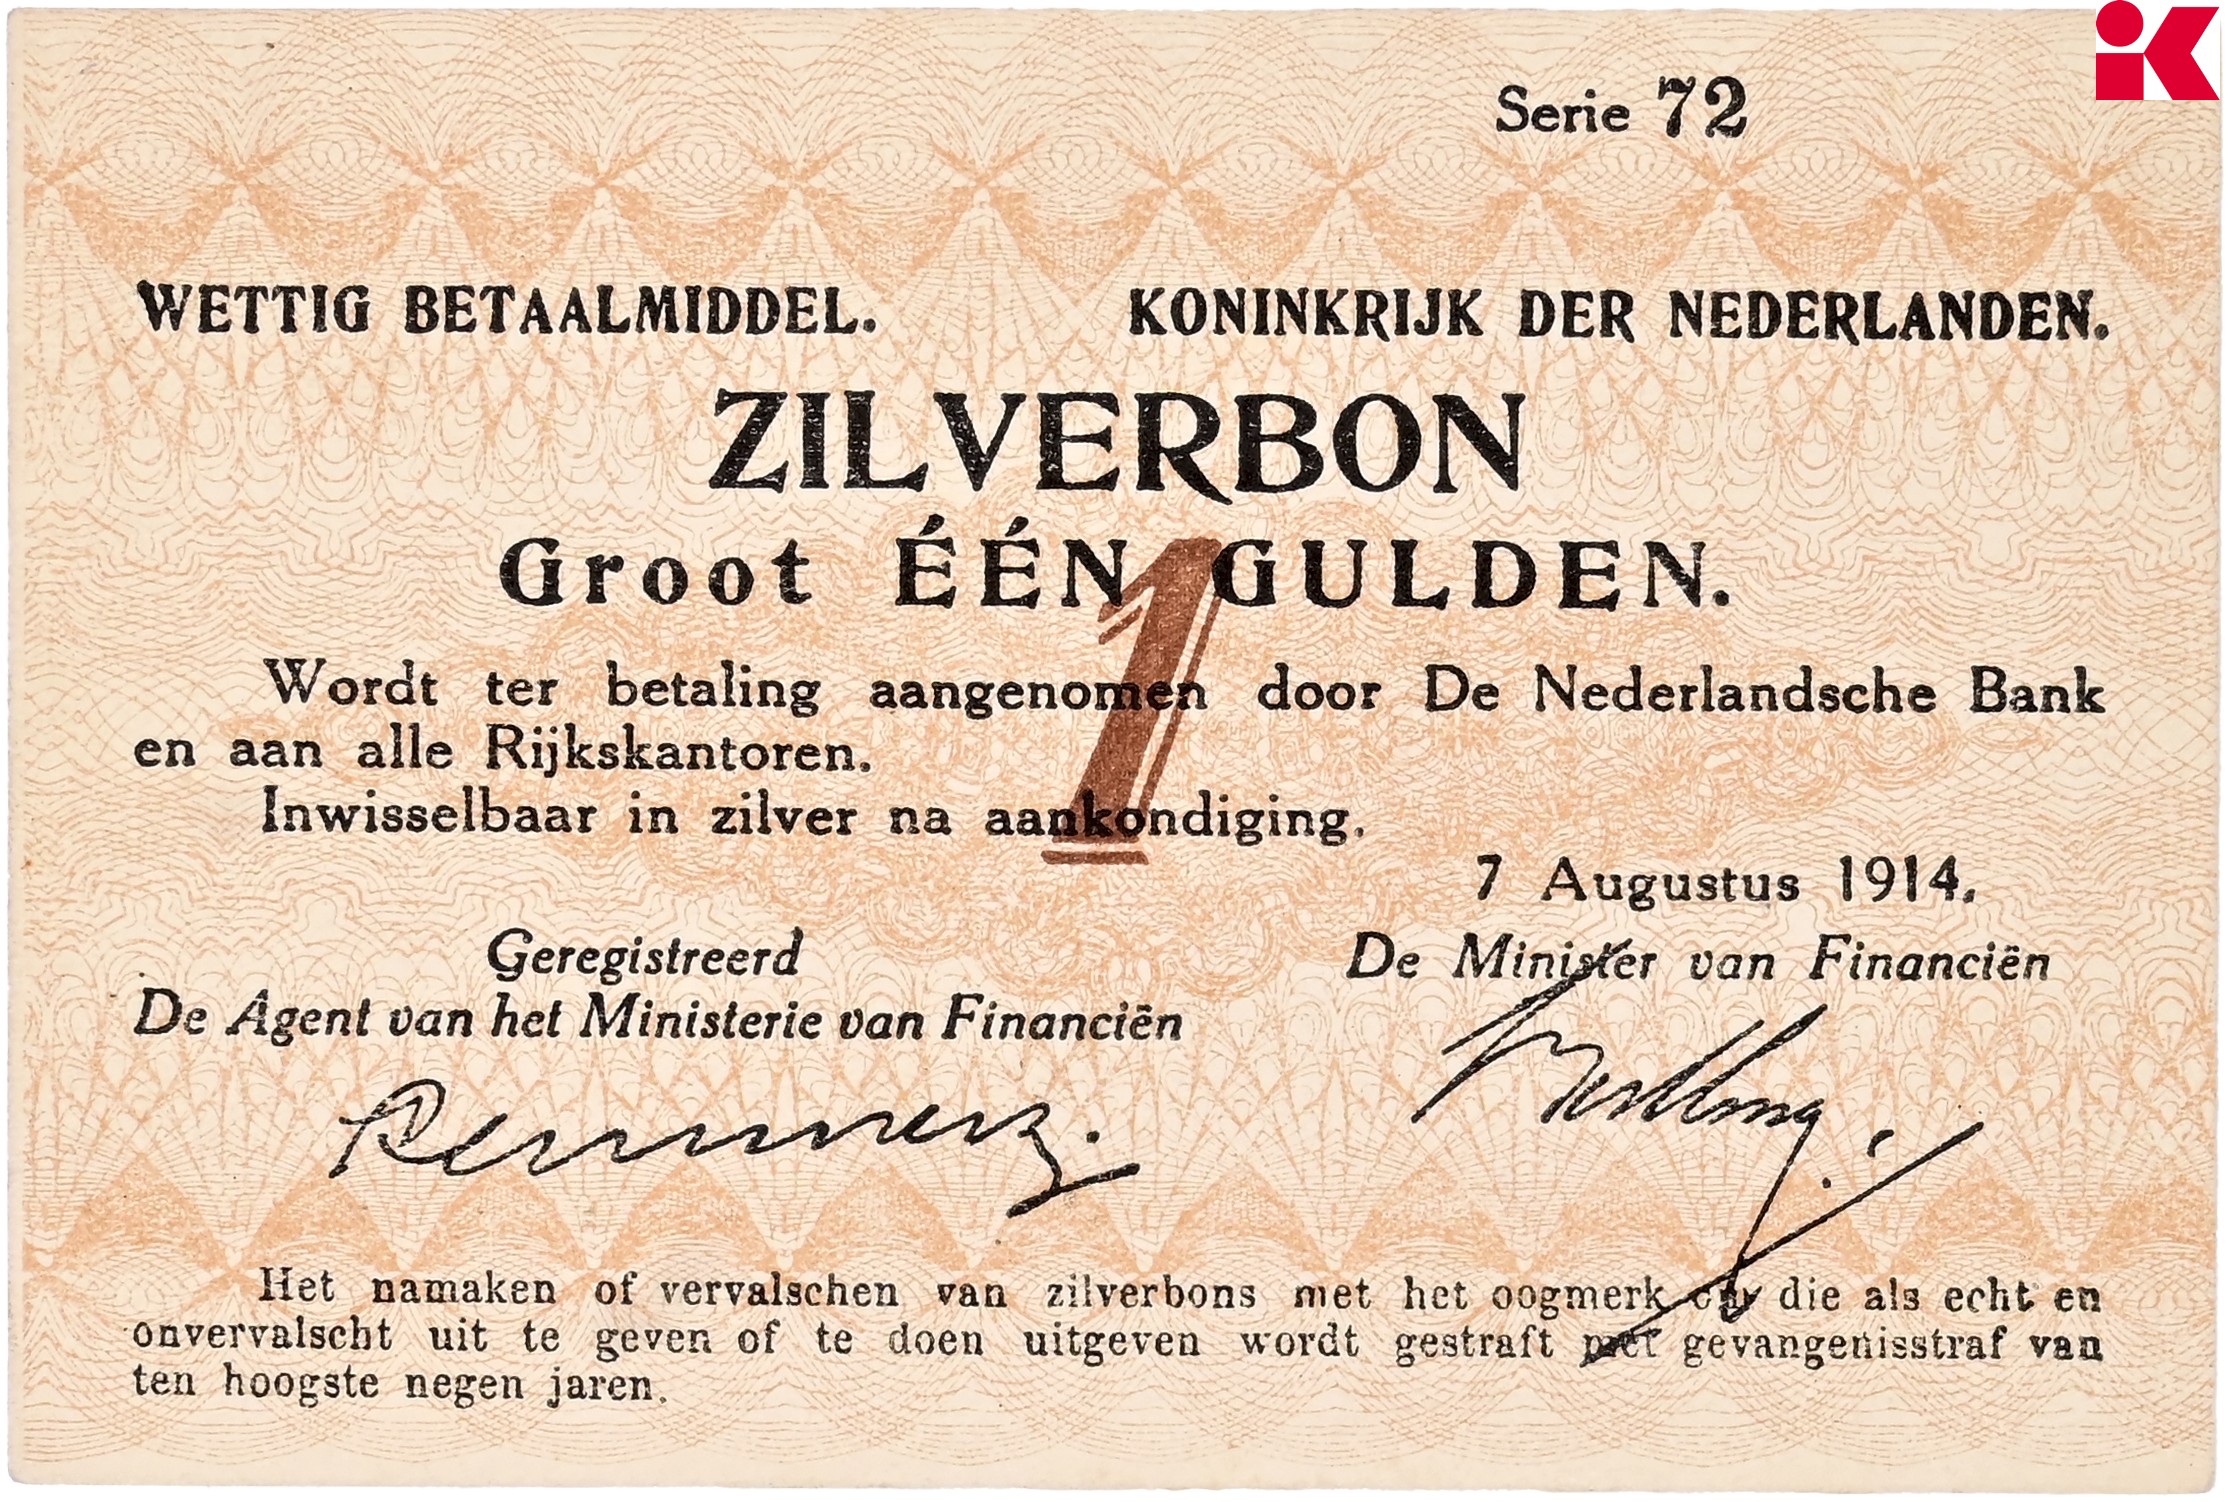 Serie 72
WETTIG BETAALMIDDEL. KONINKRIJK DER NEDERLANDEN.
ZILVERBON
Groot ÉÉN GULDEN.
1
Wordt ter betaling aangenomen door De Nederlandsche Bank
en aan alle Rijkskantoren.
Inwisselbaar in zilver na aankondiging.
7 Augustus 1914.
Geregistreerd
De Agent van het Ministerie van Financiën
De Minister van Financiën
Het namaken of vervalschen van zilverbons met het oogmerk om die als echt en
onvervalscht uit te geven of te doen uitgeven wordt gestraft met gevangenisstraf van
ten hoogste negen jaren.